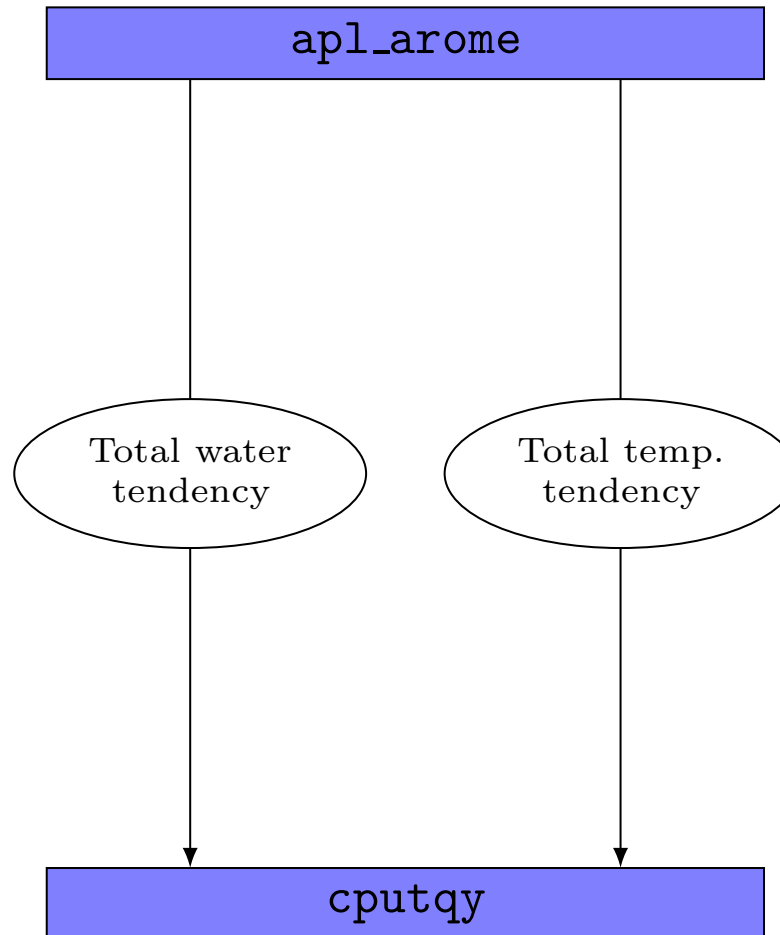 apl_arome
Total water
tendency
Total temp.
tendency
cputqy